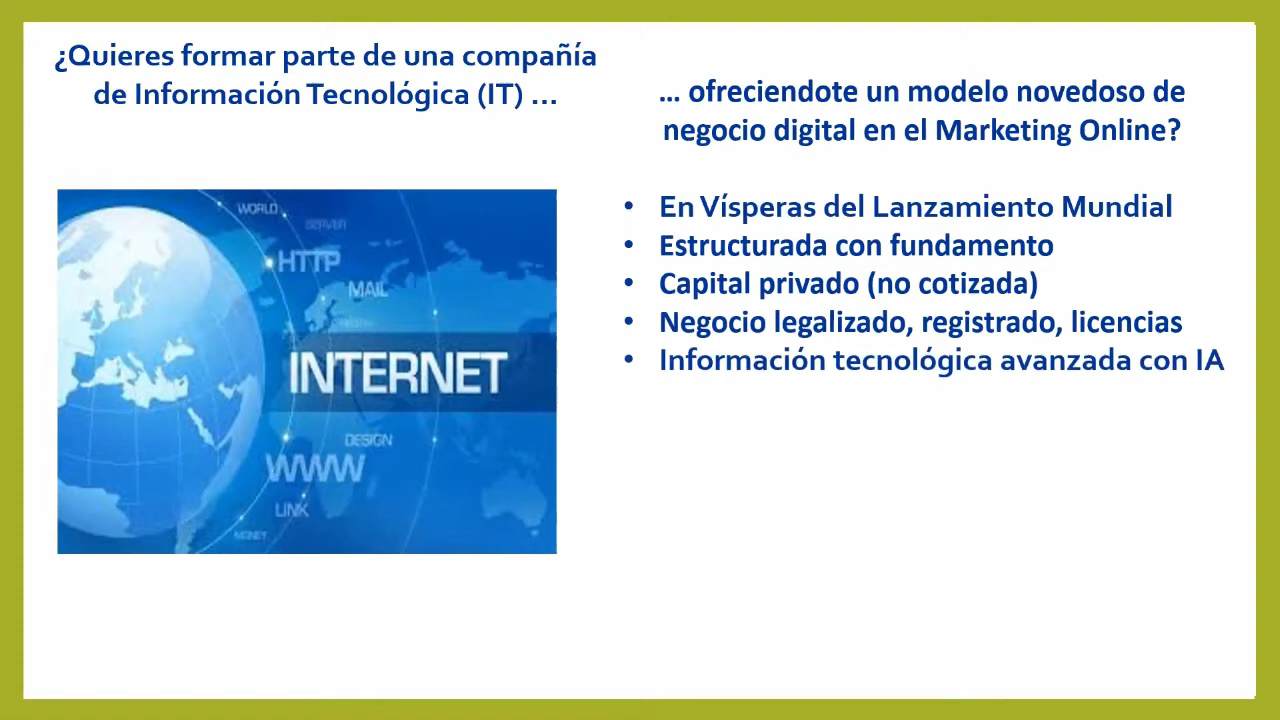 ¿Quieres formar parte de una compañía
de Información Tecnológica (IT) ...
... ofreciendote un modelo novedoso de
negocio digital en el Marketing Online?
• En Vísperas del Lanzamiento Mundial
• Estructurada con fundamento
• Capital privado (no cotizada)
• Negocio legalizado, registrado, licencias
• Información tecnológica avanzada con IA
WORLD
SERVER
HTTP
MAIL
INTERNET
DESIGN
WWW
LINK
MONEY